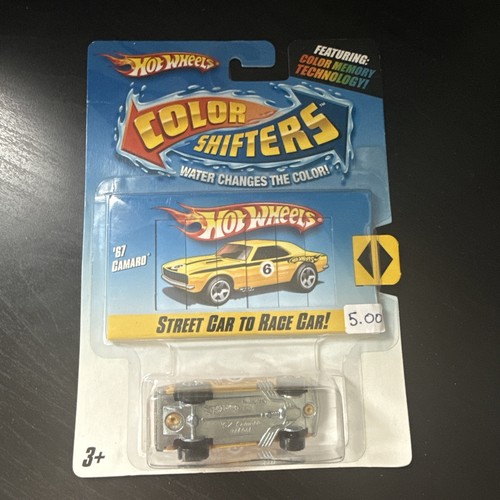 HOT WHEELS
FEATURING:
COLOR MEMORY
TECHNOLOGY!
COLOR
SHIFTERS™
WATER CHANGES THE COLOR!
HOT WHEELS
'67
CAMARO®
6
STREET CAR TO RACE CAR!
5.00
3+